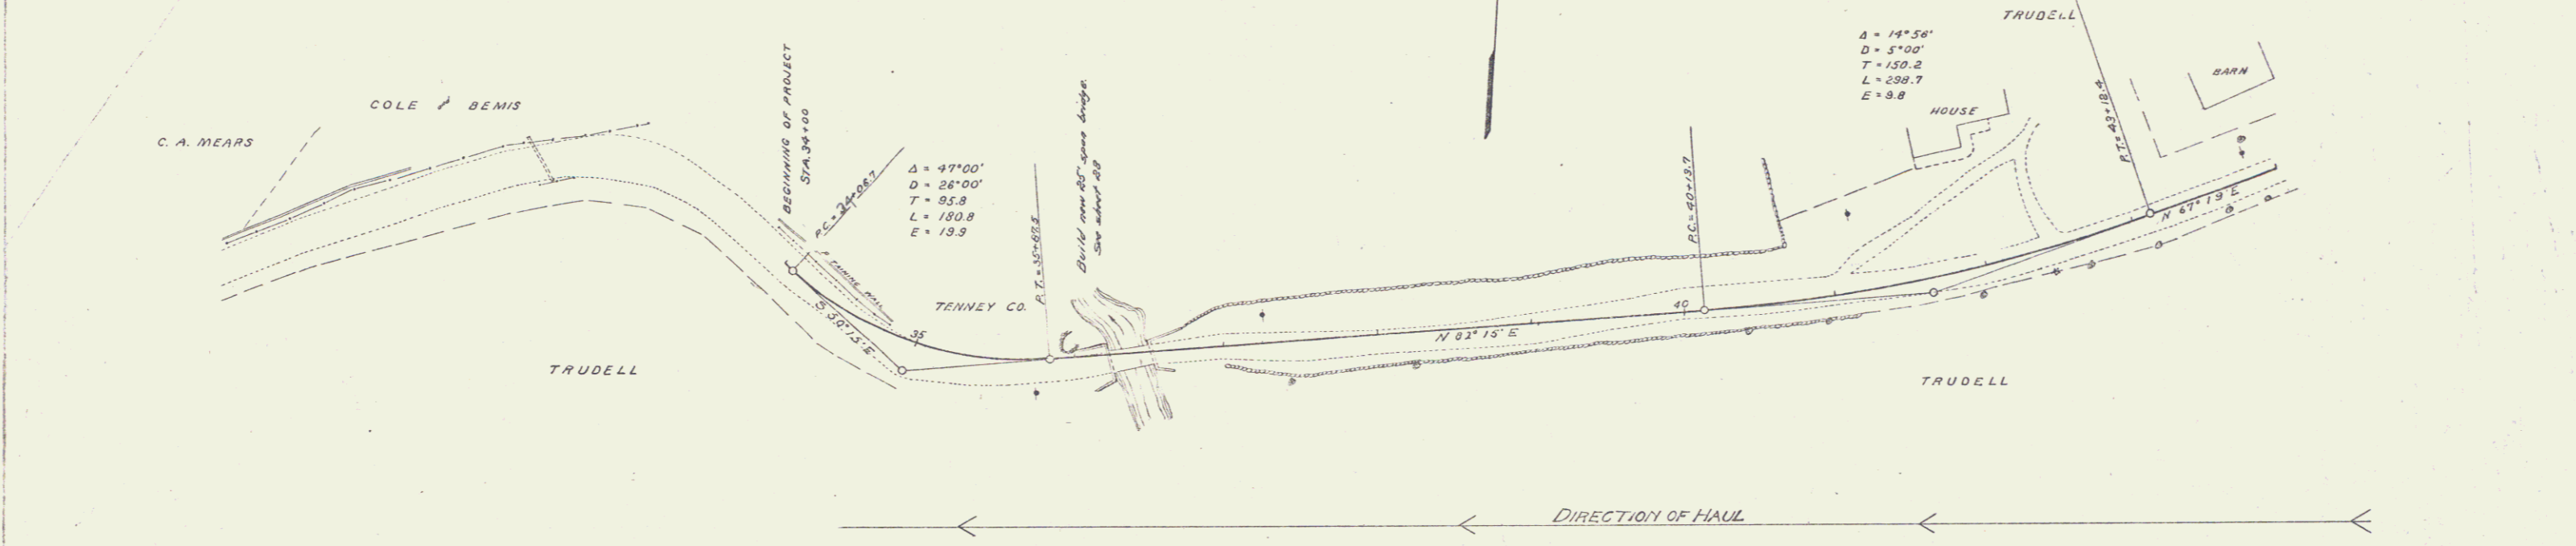 TRUDELL
Δ = 14°56'
D = 5°00'
T = 150.2
L = 298.7
E = 9.8
BARN
HOUSE
COLE & BEMIS
C. A. MEARS
BEGINNING OF PROJECT
STA. 34+00
P.C. = 34+06.7
Δ = 47°00'
D = 26°00'
T = 95.8
L = 180.8
E = 19.9
P.T. = 35+87.5
Build new 25' span bridge.
See sheet 28
P.C. = 40+19.7
P.T. = 43+18.4
N 67° 19' E
WALL
TENNEY CO.
S 50° 15' E
35
40
N 82° 15' E
TRUDELL
TRUDELL
DIRECTION OF HAUL